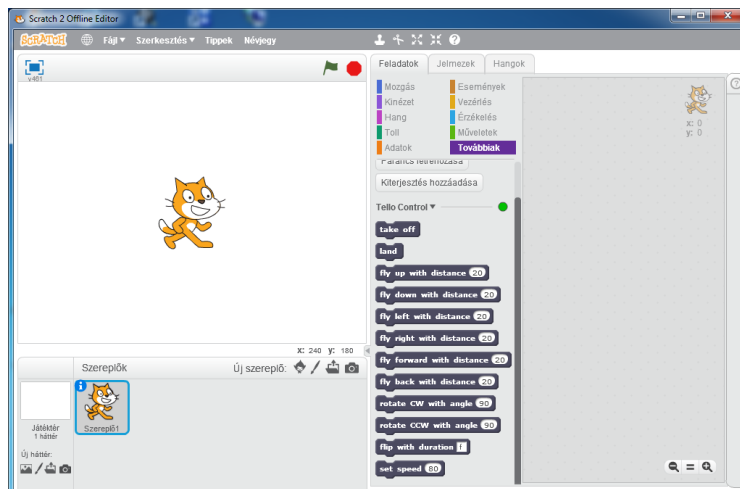 Scratch 2 Offline Editor
SCRATCH Fájl ▼ Szerkesztés ▼ Tippek Névjegy
v461
Feladatok Jelmezek Hangok
Mozgás Események
Kinézet Vezérlés
Hang Érzékelés
Toll Műveletek
Adatok Továbbiak
Parancs létrehozása
Kiterjesztés hozzáadása
Tello Control ▼
take off
land
fly up with distance 20
fly down with distance 20
fly left with distance 20
fly right with distance 20
fly forward with distance 20
fly back with distance 20
rotate CW with angle 90
rotate CCW with angle 90
flip with duration f
set speed 80
x: 0
y: 0
x: 240 y: 180
Szereplők Új szereplő:
Játéktér
1 háttér
Új háttér:
Szereplő1